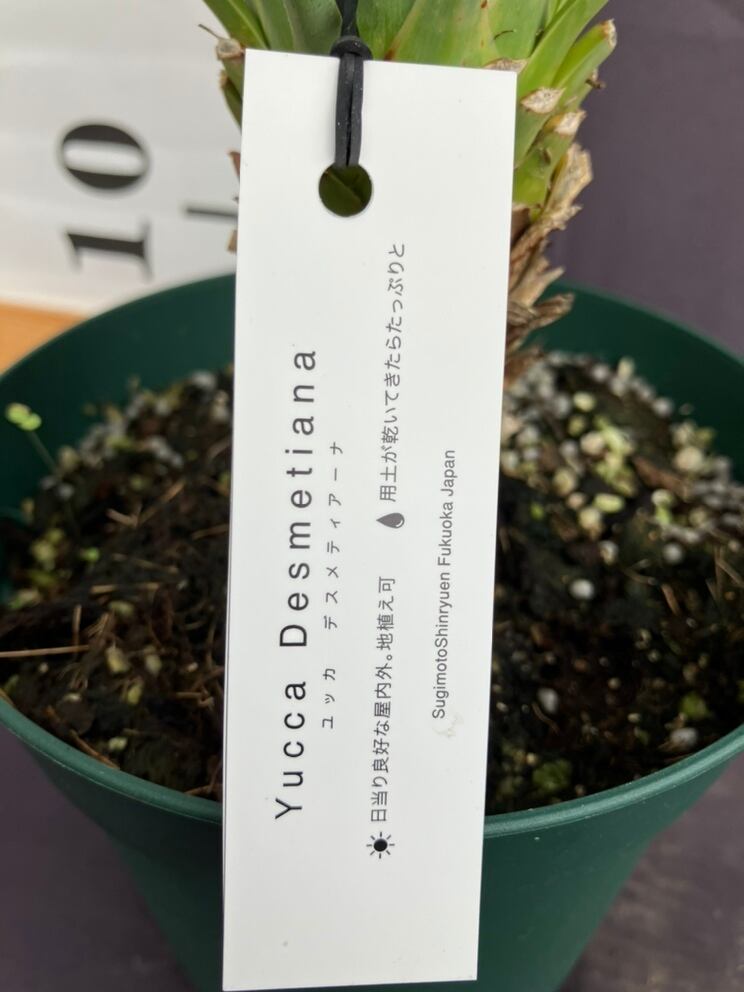 Yucca Desmetiana
ユッカ デスメティアーナ
日当り良好な屋内外。地植え可 用土が乾いてきたらたっぷりと
SugimotoShinryuen Fukuoka Japan
10